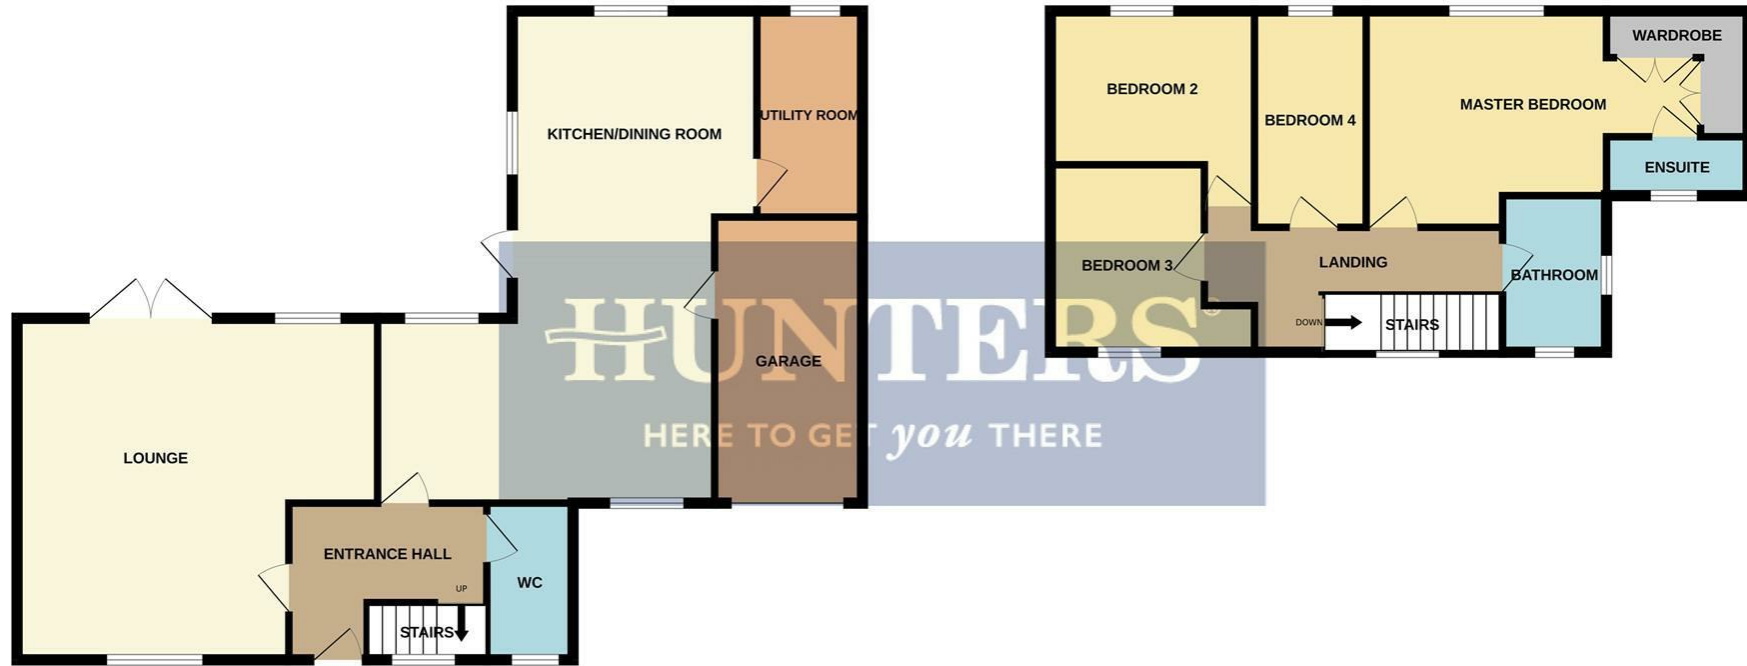 KITCHEN/DINING ROOM
UTILITY ROOM
LOUNGE
GARAGE
ENTRANCE HALL
UP
WC
STAIRS
BEDROOM 2
BEDROOM 4
MASTER BEDROOM
WARDROBE
ENSUITE
BEDROOM 3
LANDING
BATHROOM
DOWN
STAIRS
HUNTERS®
HERE TO GET you THERE